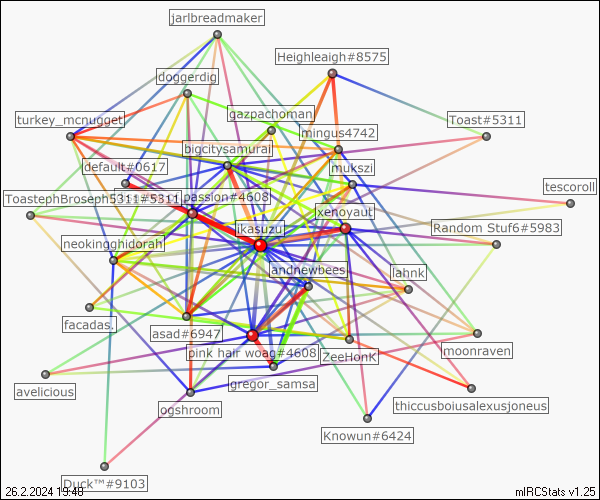 jarlbreadmaker
Heighleigh#8575
doggerdig
gazpachoman
turkey_mcnugget
Toast#5311
mingus4742
bigcitysamurai
default#0617
mukszi
tescoroll
ToastephBroseph5311#5311
passion#4608
xenoyaut
ikasuzu
Random Stuf6#5983
neokingghidorah
andnewbees
lahnk
facadas.
asad#6947
pink hair woag#4608
ZeeHonK
moonraven
gregor_samsa
avelicious
ogshroom
thiccusboiusalexusjoneus
Knowun#6424
Duck™#9103
26.2.2024 19:48
mIRCStats v1.25